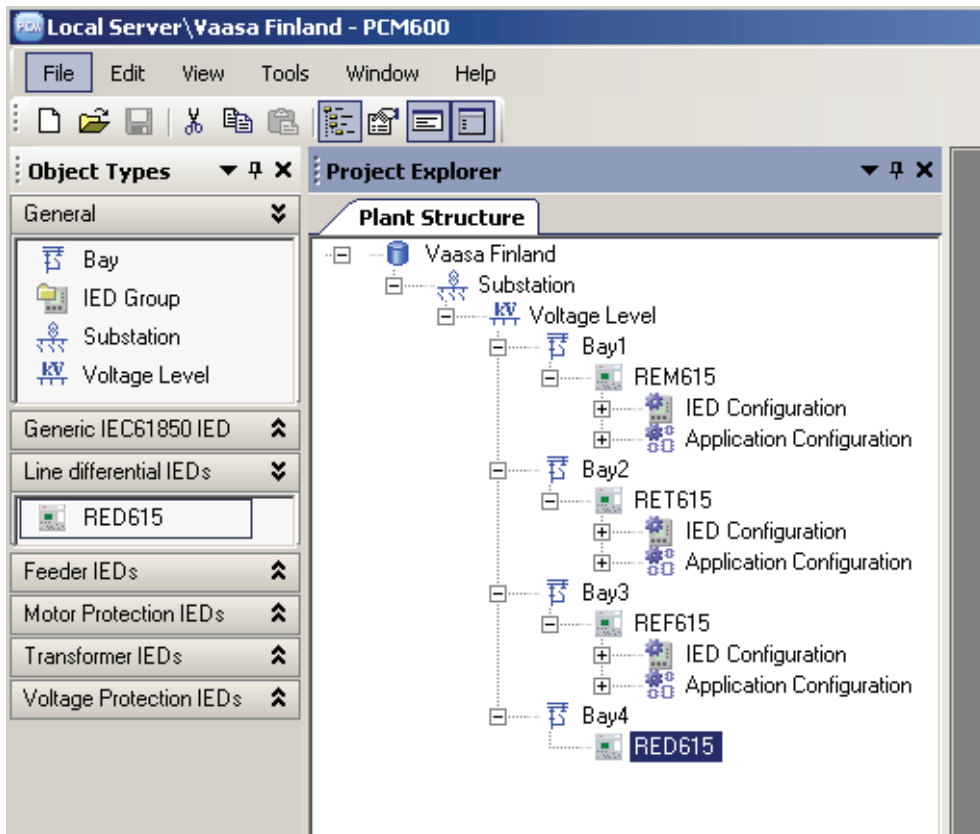 PCM Local Server\Vaasa Finland - PCM600
File Edit View Tools Window Help
Object Types
General
Bay
IED Group
Substation
kV Voltage Level
Generic IEC61850 IED
Line differential IEDs
RED615
Feeder IEDs
Motor Protection IEDs
Transformer IEDs
Voltage Protection IEDs
Project Explorer
Plant Structure
Vaasa Finland
Substation
kV Voltage Level
Bay1
REM615
IED Configuration
Application Configuration
Bay2
RET615
IED Configuration
Application Configuration
Bay3
REF615
IED Configuration
Application Configuration
Bay4
RED615